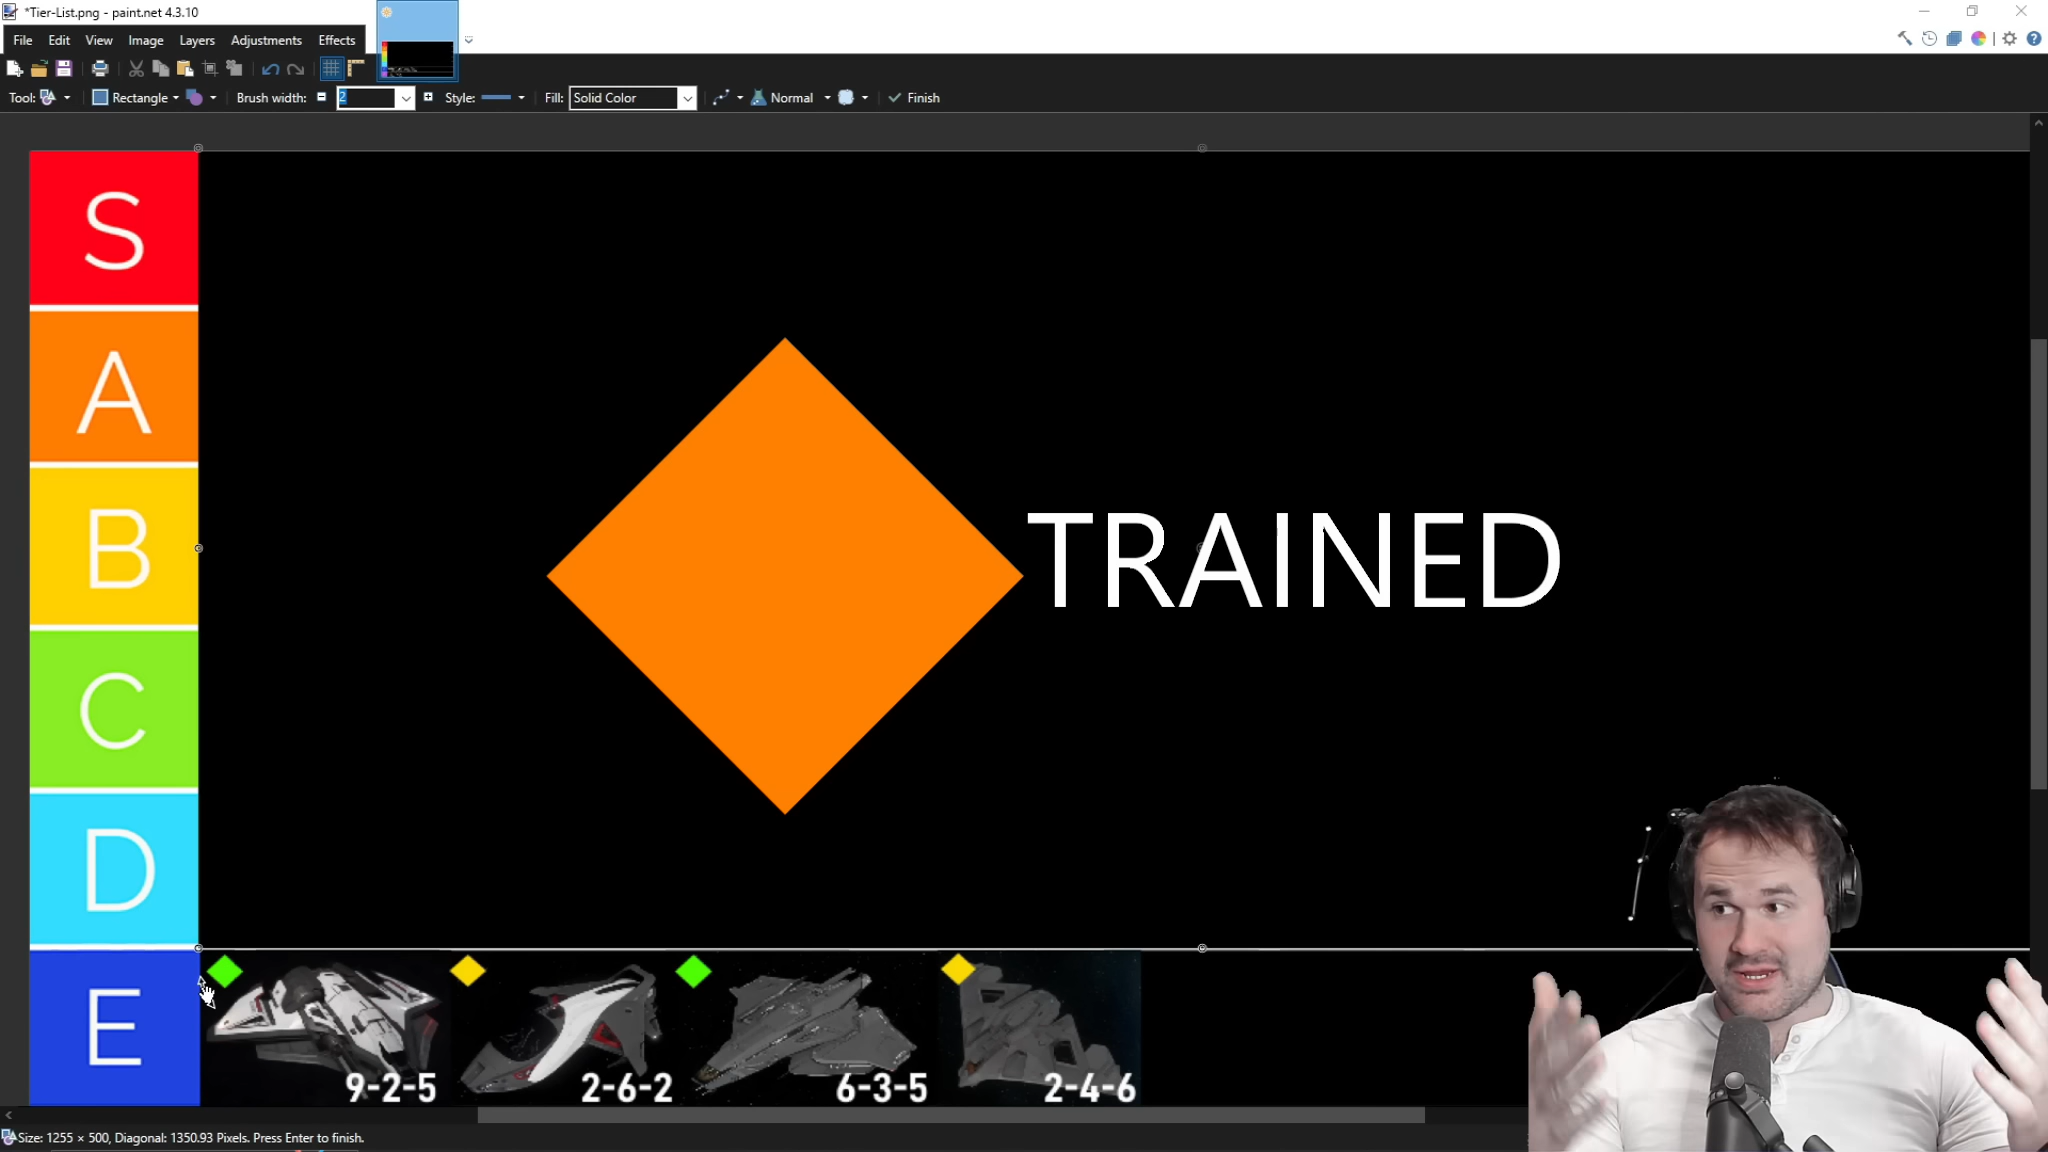 *Tier-List.png - paint.net 4.3.10
File Edit View Image Layers Adjustments Effects
Tool: Rectangle Brush width: 2 Style: Fill: Solid Color Normal Finish
S
A
B
TRAINED
C
D
E
9-2-5 2-6-2 6-3-5 2-4-6
Size: 1255 × 500, Diagonal: 1350.93 Pixels. Press Enter to finish.